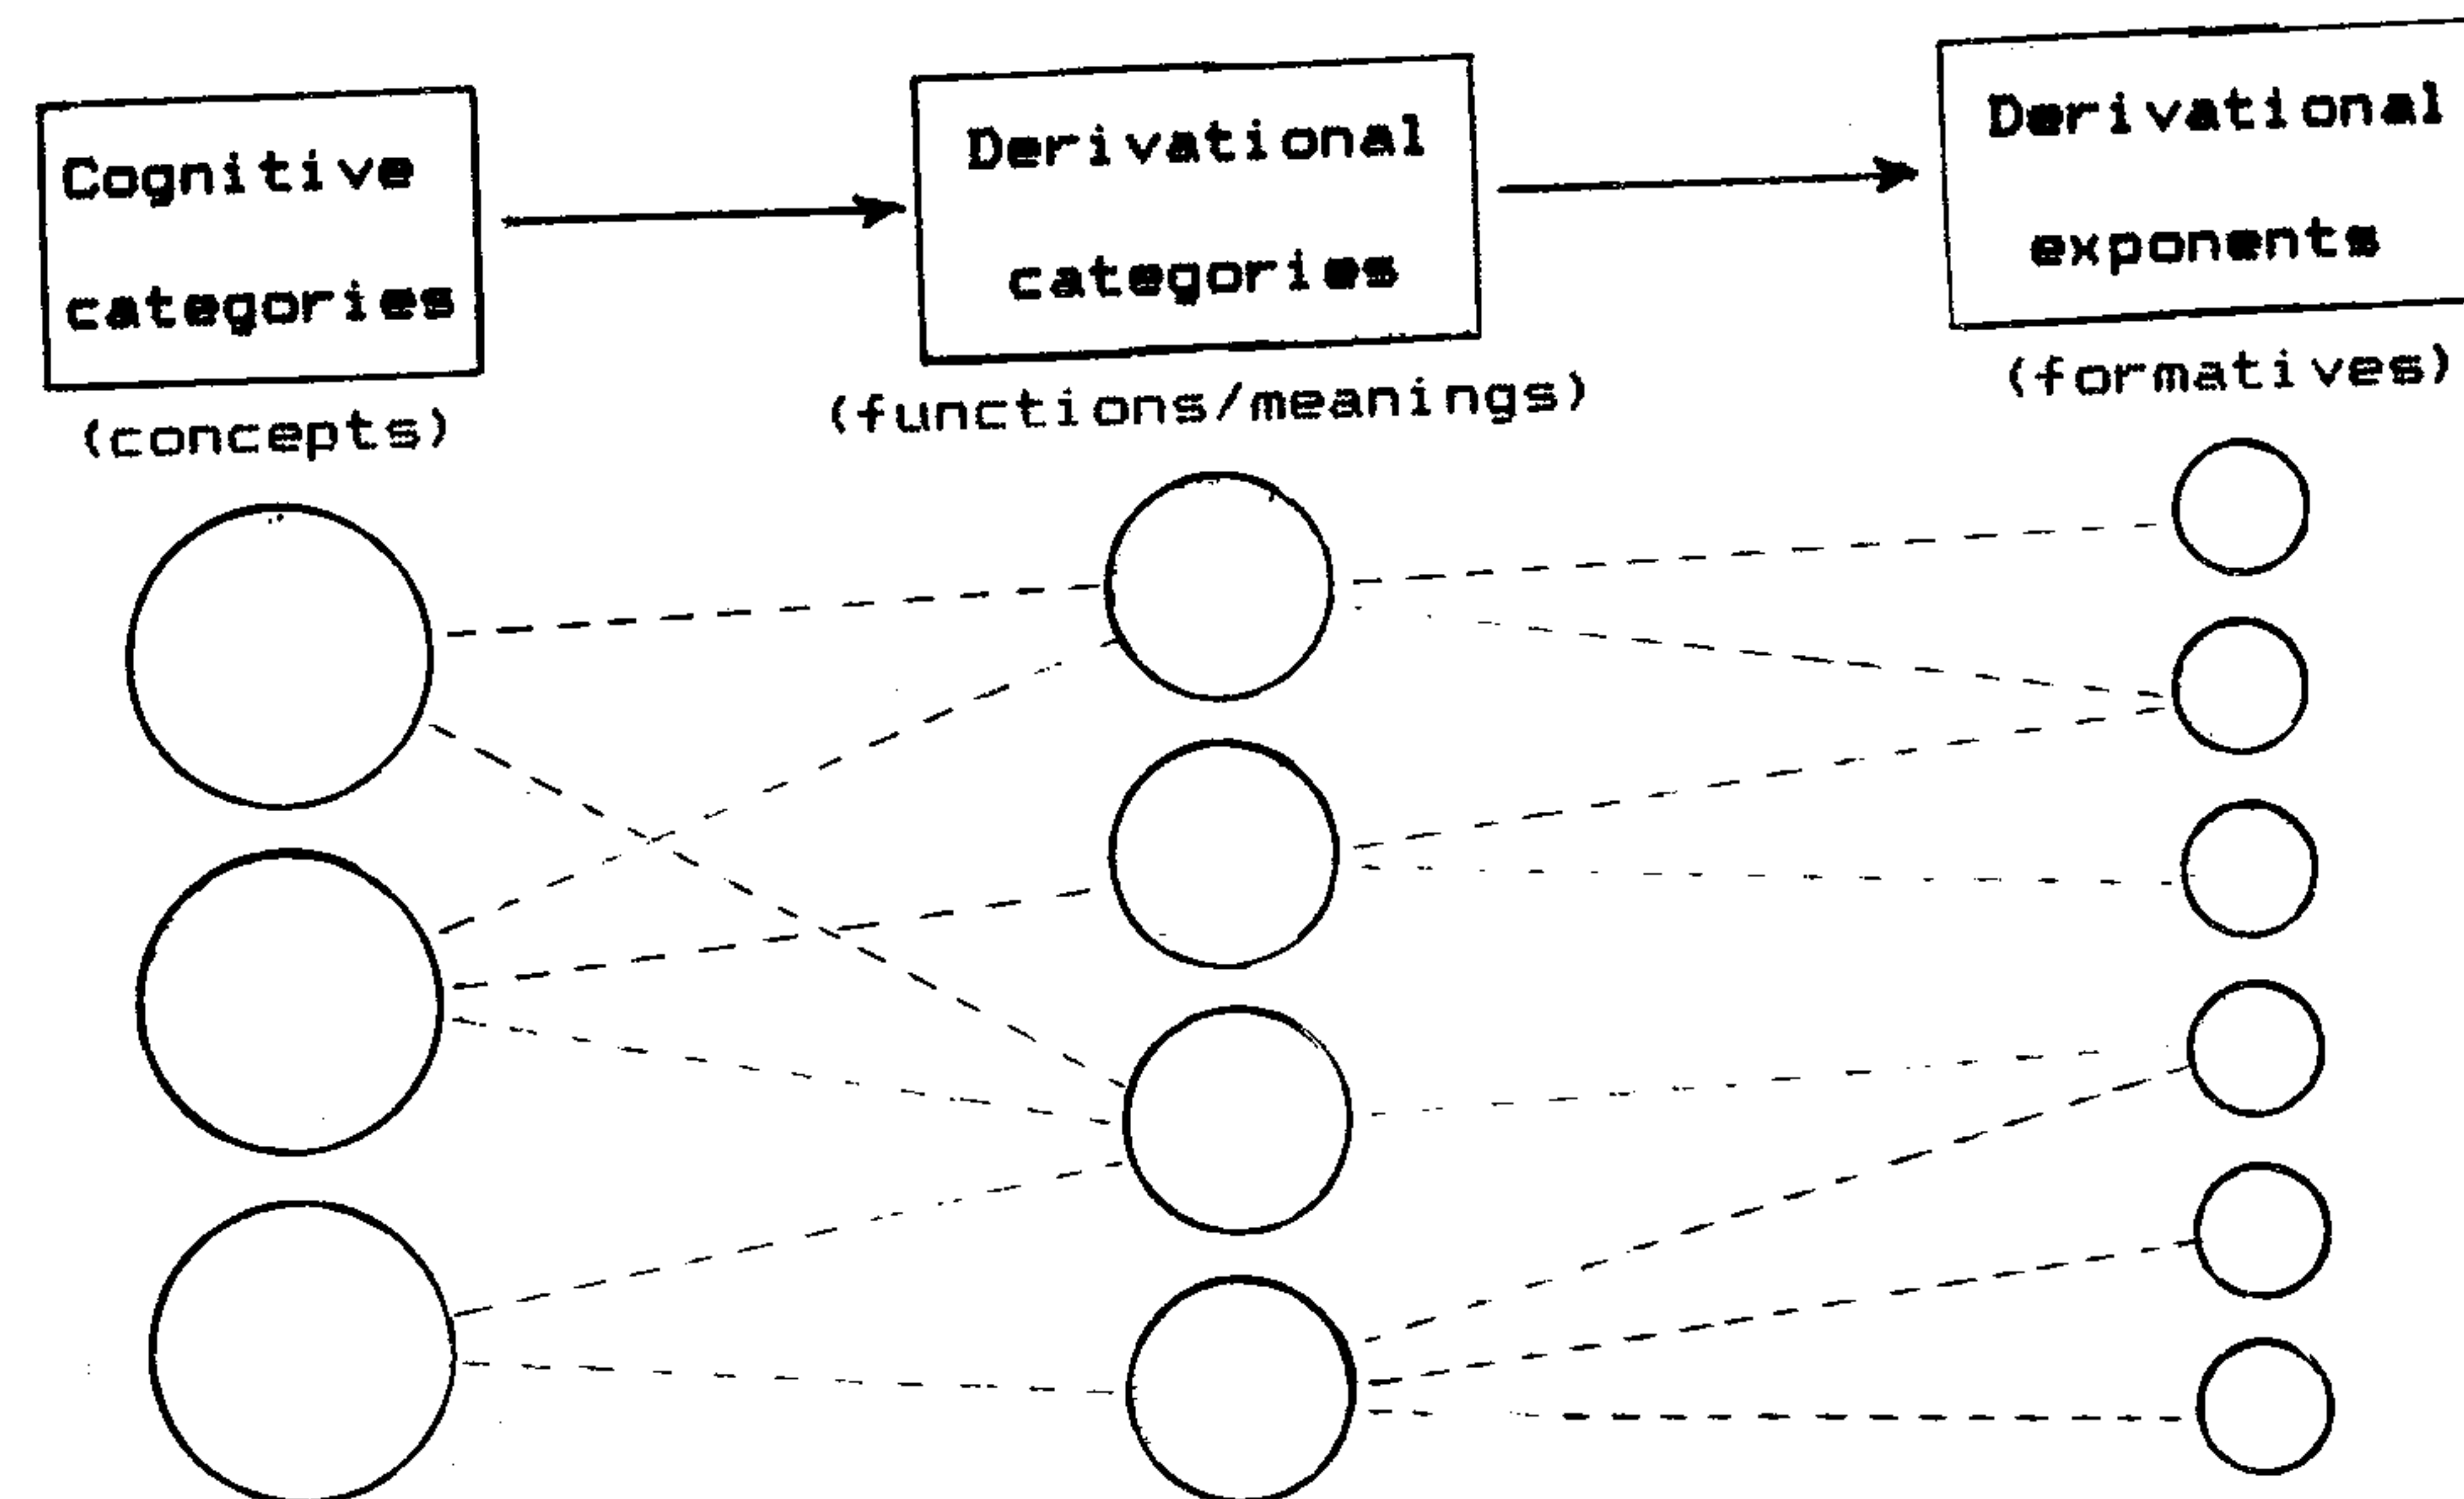 Cognitive
categories
(concepts)
Derivational
categories
(functions/meanings)
Derivational
exponents
(formatives)